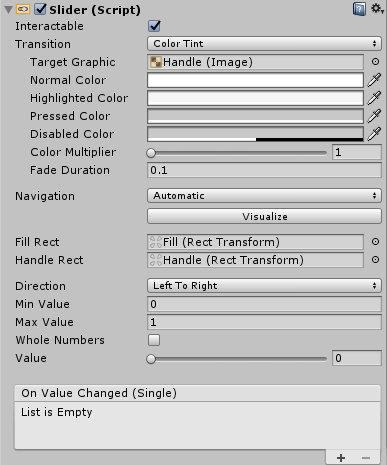 Slider (Script)
Interactable
Transition Color Tint
Target Graphic Handle (Image)
Normal Color
Highlighted Color
Pressed Color
Disabled Color
Color Multiplier 1
Fade Duration 0.1
Navigation Automatic
Visualize
Fill Rect Fill (Rect Transform)
Handle Rect Handle (Rect Transform)
Direction Left To Right
Min Value 0
Max Value 1
Whole Numbers
Value 0
On Value Changed (Single)
List is Empty